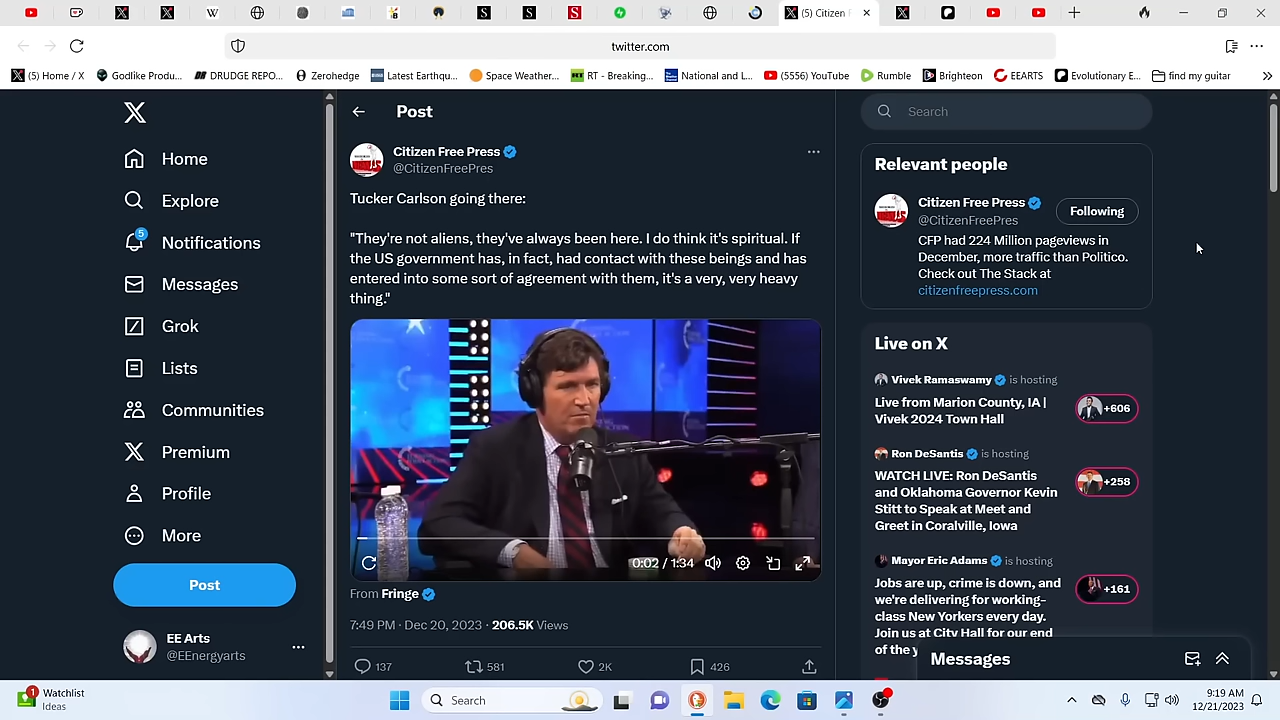 (5) Citizen F
twitter.com
(5) Home / X
Godlike Produ...
DRUDGE REPO...
Zerohedge
Latest Earthqu...
Space Weather...
RT - Breaking...
National and L...
(5556) YouTube
Rumble
Brighteon
EEARTS
Evolutionary E...
find my guitar
Home
Explore
5
Notifications
Messages
Grok
Lists
Communities
Premium
Profile
More
Post
EE Arts
@EEnergyarts
Post
Citizen Free Press
@CitizenFreePres
Tucker Carlson going there:
"They're not aliens, they've always been here. I do think it's spiritual. If
the US government has, in fact, had contact with these beings and has
entered into some sort of agreement with them, it's a very, very heavy
thing."
0:02 / 1:34
From Fringe
7:49 PM · Dec 20, 2023 · 206.5K Views
137
581
2K
426
Search
Relevant people
Citizen Free Press
@CitizenFreePres
Following
CFP had 224 Million pageviews in
December, more traffic than Politico.
Check out The Stack at
citizenfreepress.com
Live on X
Vivek Ramaswamy is hosting
Live from Marion County, IA |
Vivek 2024 Town Hall
+606
Ron DeSantis is hosting
WATCH LIVE: Ron DeSantis
and Oklahoma Governor Kevin
Stitt to Speak at Meet and
Greet in Coralville, Iowa
+258
Mayor Eric Adams is hosting
Jobs are up, crime is down, and
we're delivering for working-
class New Yorkers every day.
Join us at City Hall for our end
of the y
+161
Messages
1
Watchlist
Ideas
Search
9:19 AM
12/21/2023